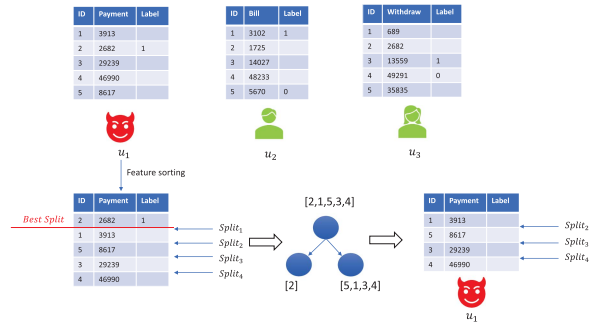 ID Payment Label
1 3913
2 2682 1
3 29239
4 46990
5 8617
ID Bill Label
1 3102 1
2 1725
3 14027
4 48233
5 5670 0
ID Withdraw Label
1 689
2 2682
3 13559 1
4 49291 0
5 35835
u1
u2
u3
Feature sorting
Best Split
ID Payment Label
2 2682 1
1 3913
5 8617
3 29239
4 46990
Split1
Split2
Split3
Split4
[2,1,5,3,4]
[2]
[5,1,3,4]
ID Payment Label
1 3913
5 8617
3 29239
4 46990
Split2
Split3
Split4
u1